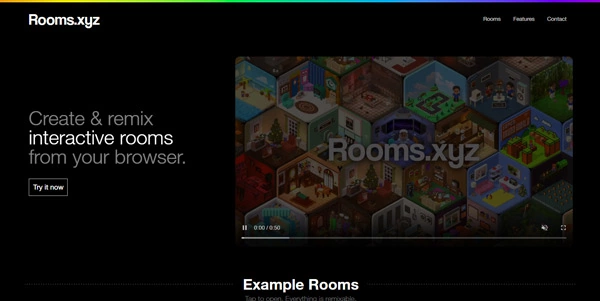 Rooms.xyz
Rooms Features Contact
Create & remix
interactive rooms
from your browser.
Try it now
Rooms.xyz
0:00 / 0:50
Example Rooms
Tap to open. Everything is remixable.